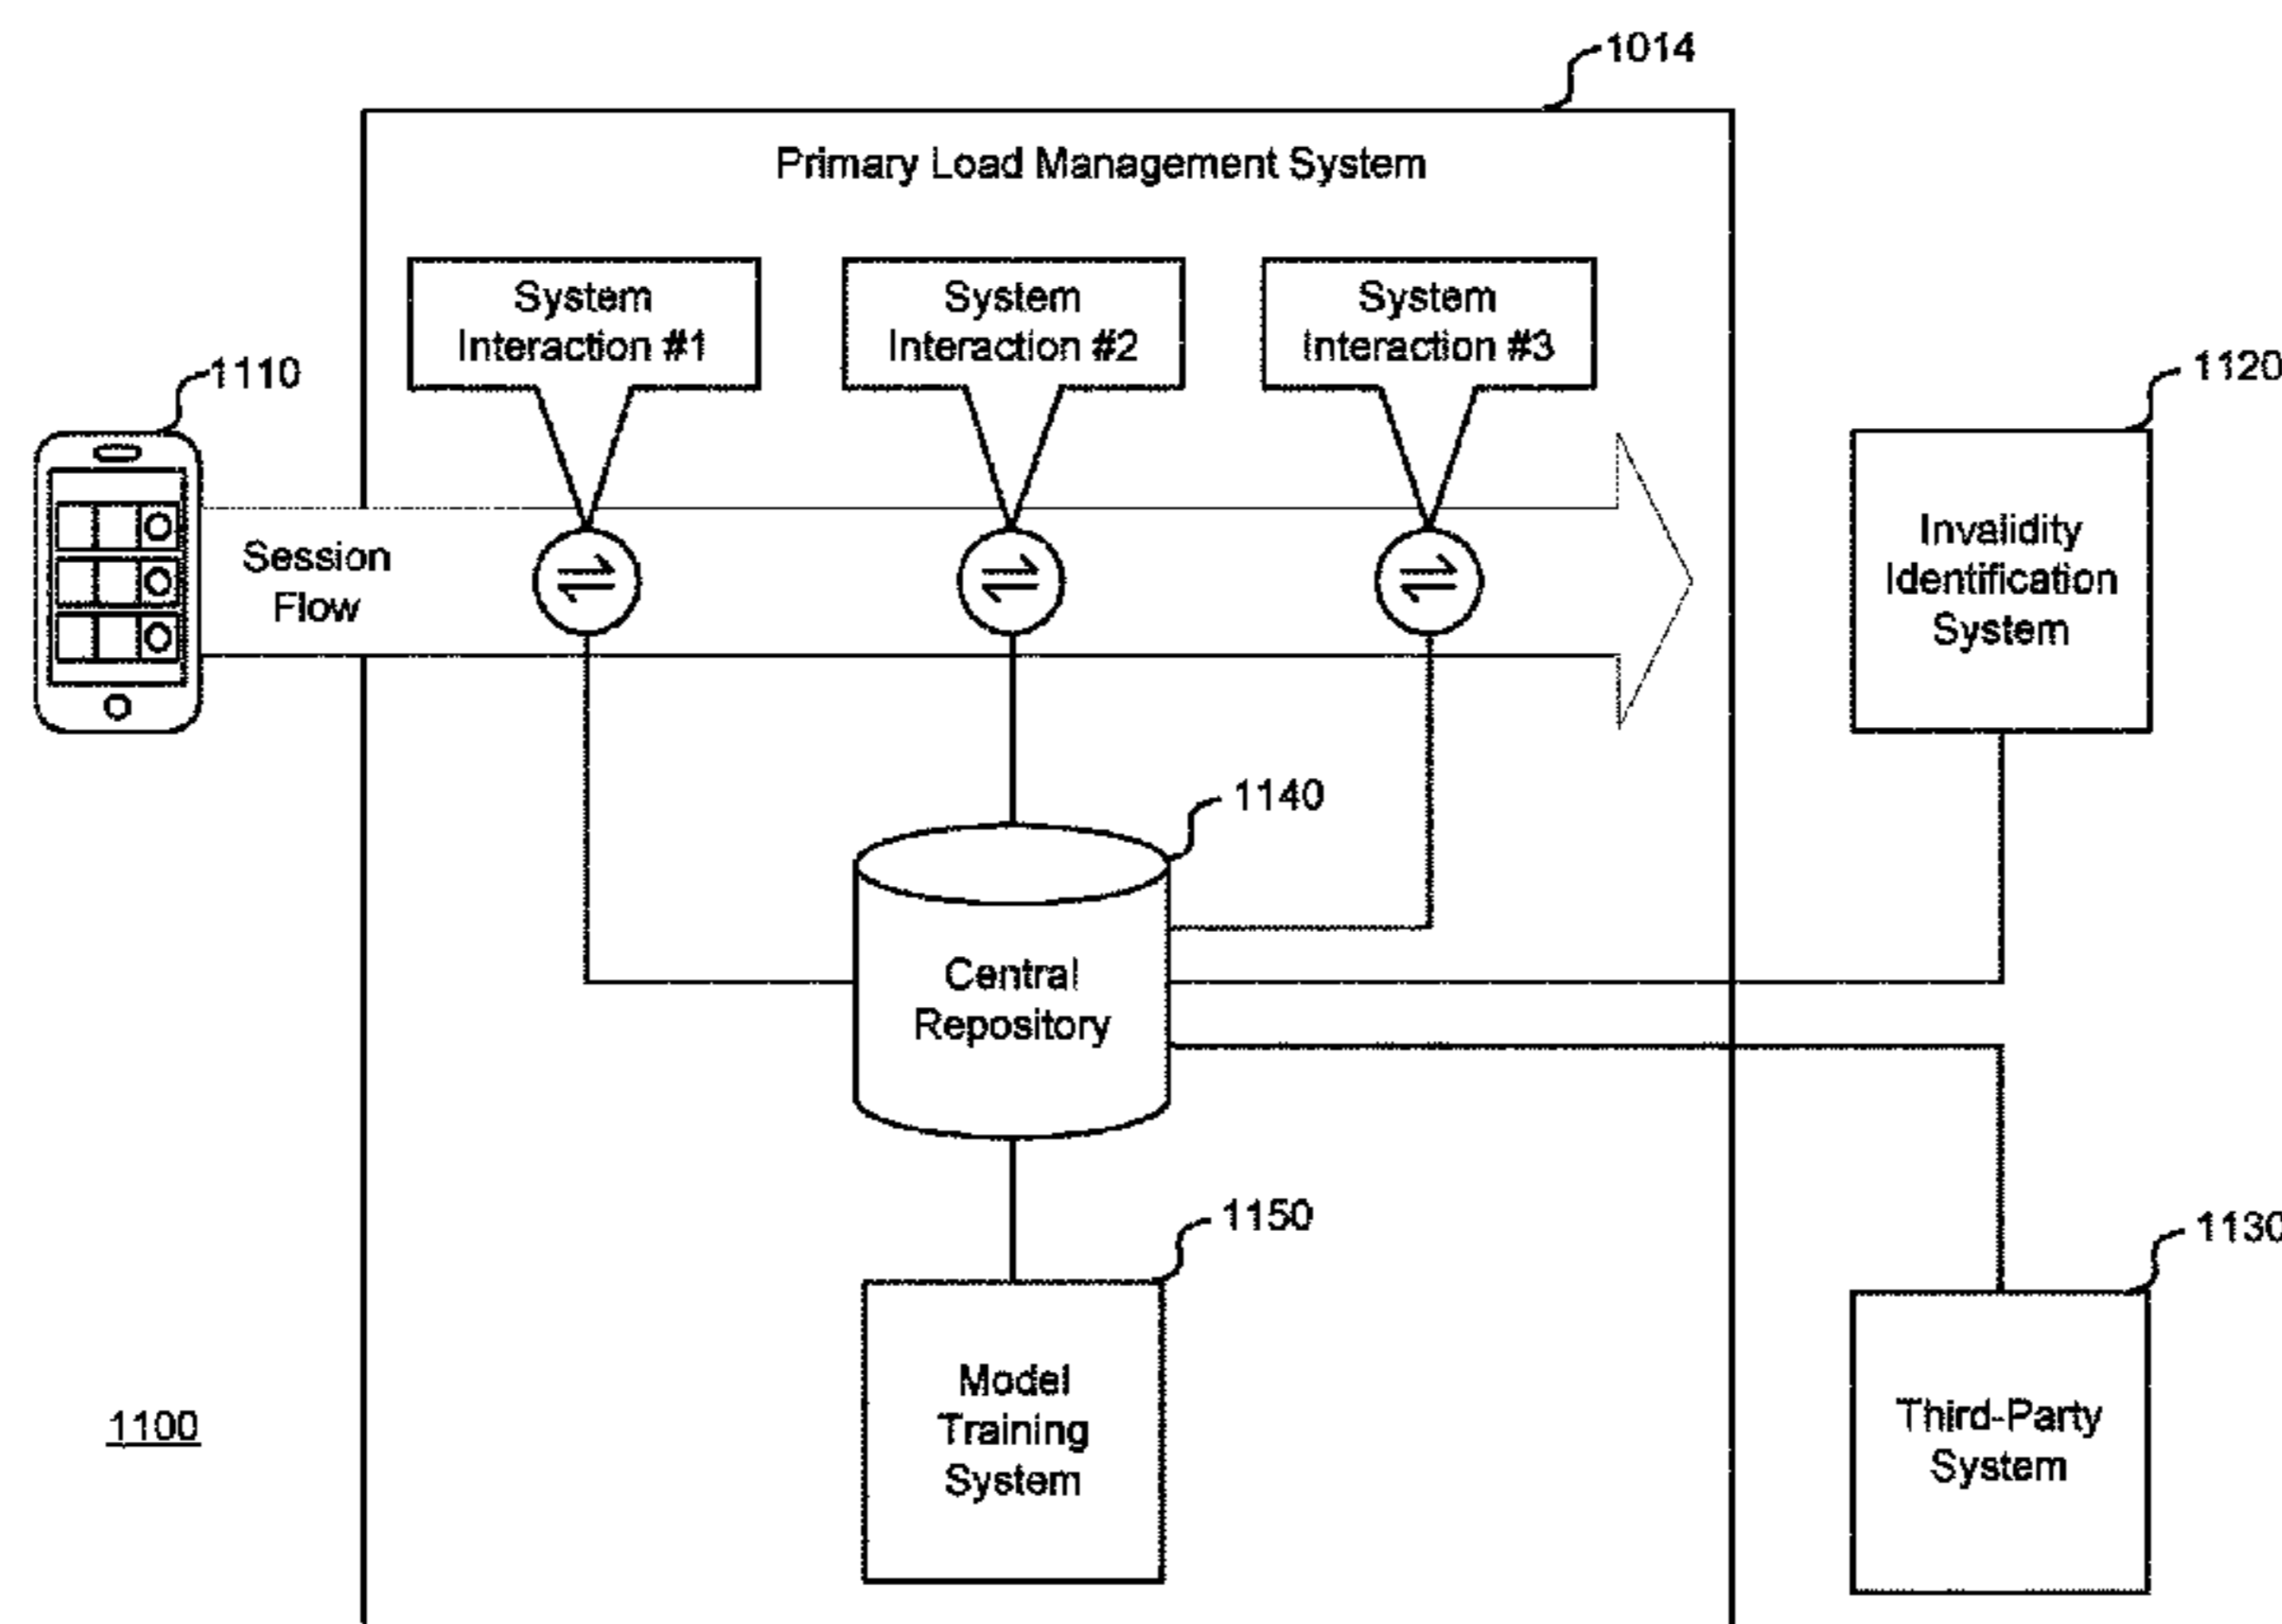 1014
Primary Load Management System
System
Interaction #1
System
Interaction #2
System
Interaction #3
1110
1120
Session
Flow
Invalidity
Identification
System
1140
Central
Repository
1150
1130
Model
Training
System
Third-Party
System
1100